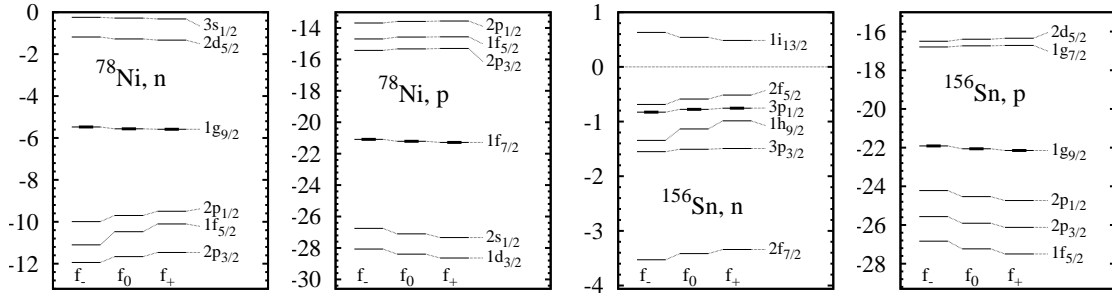 0
-2
-4
-6
-8
-10
-12
3s1/2
2d5/2
78Ni, n
1g9/2
2p1/2
1f5/2
2p3/2
f- f0 f+
-14
-16
-18
-20
-22
-24
-26
-28
-30
2p1/2
1f5/2
2p3/2
78Ni, p
1f7/2
2s1/2
1d3/2
f- f0 f+
1
0
-1
-2
-3
-4
1i13/2
2f5/2
3p1/2
1h9/2
3p3/2
156Sn, n
2f7/2
f- f0 f+
-16
-18
-20
-22
-24
-26
-28
2d5/2
1g7/2
156Sn, p
1g9/2
2p1/2
2p3/2
1f5/2
f- f0 f+